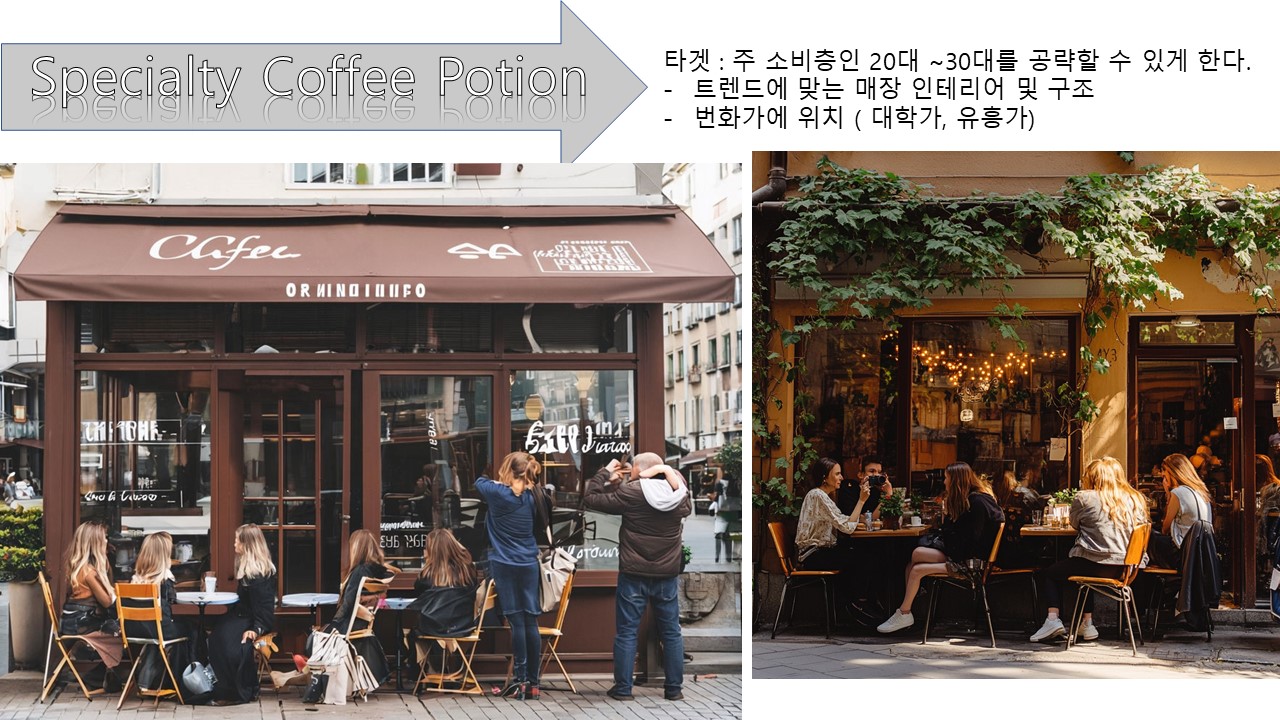 Specialty Coffee Potion
타겟 : 주 소비층인 20대 ~30대를 공략할 수 있게 한다.
- 트렌드에 맞는 매장 인테리어 및 구조
- 번화가에 위치 ( 대학가, 유흥가)